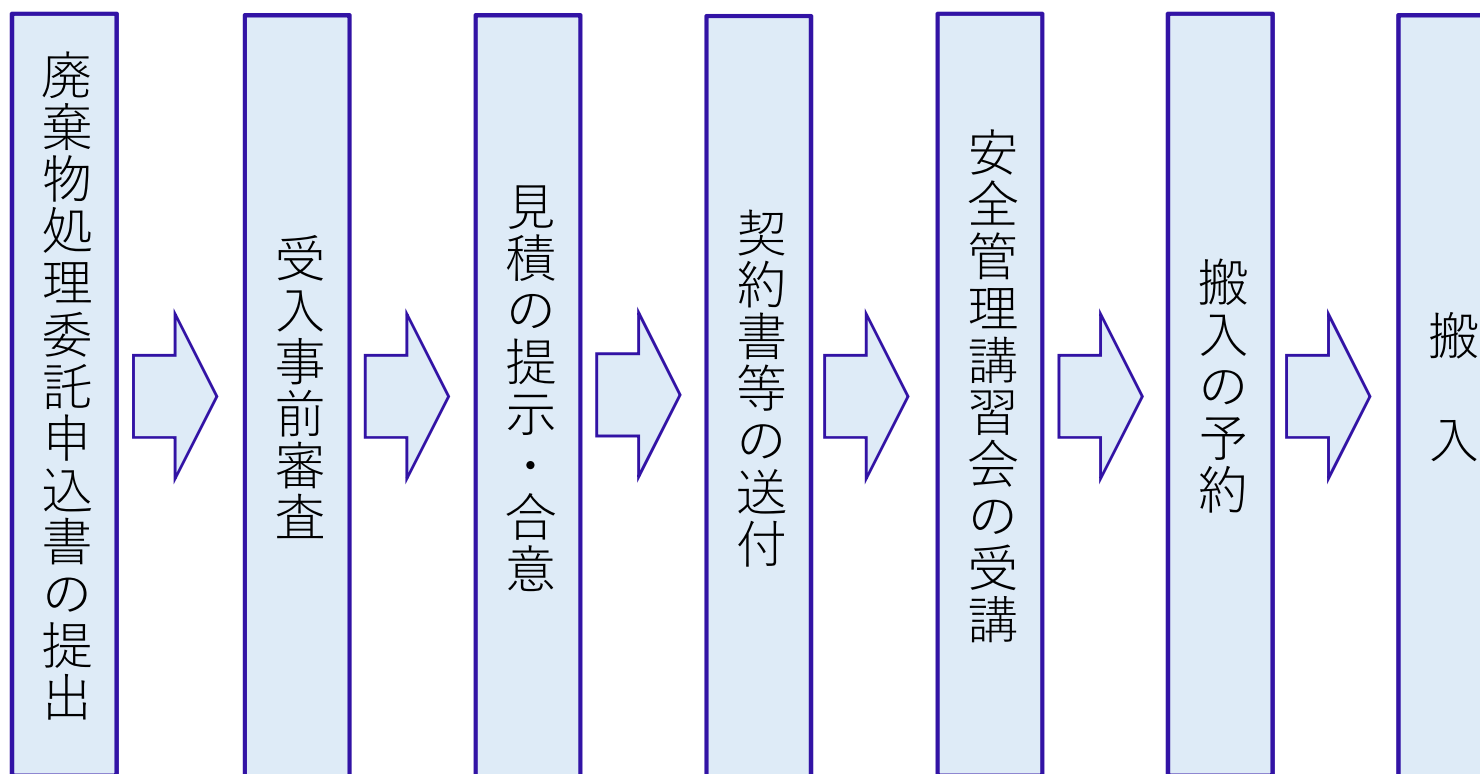 廃棄物処理委託申込書の提出
受入事前審査
見積の提示・合意
契約書等の送付
安全管理講習会の受講
搬入の予約
搬　入